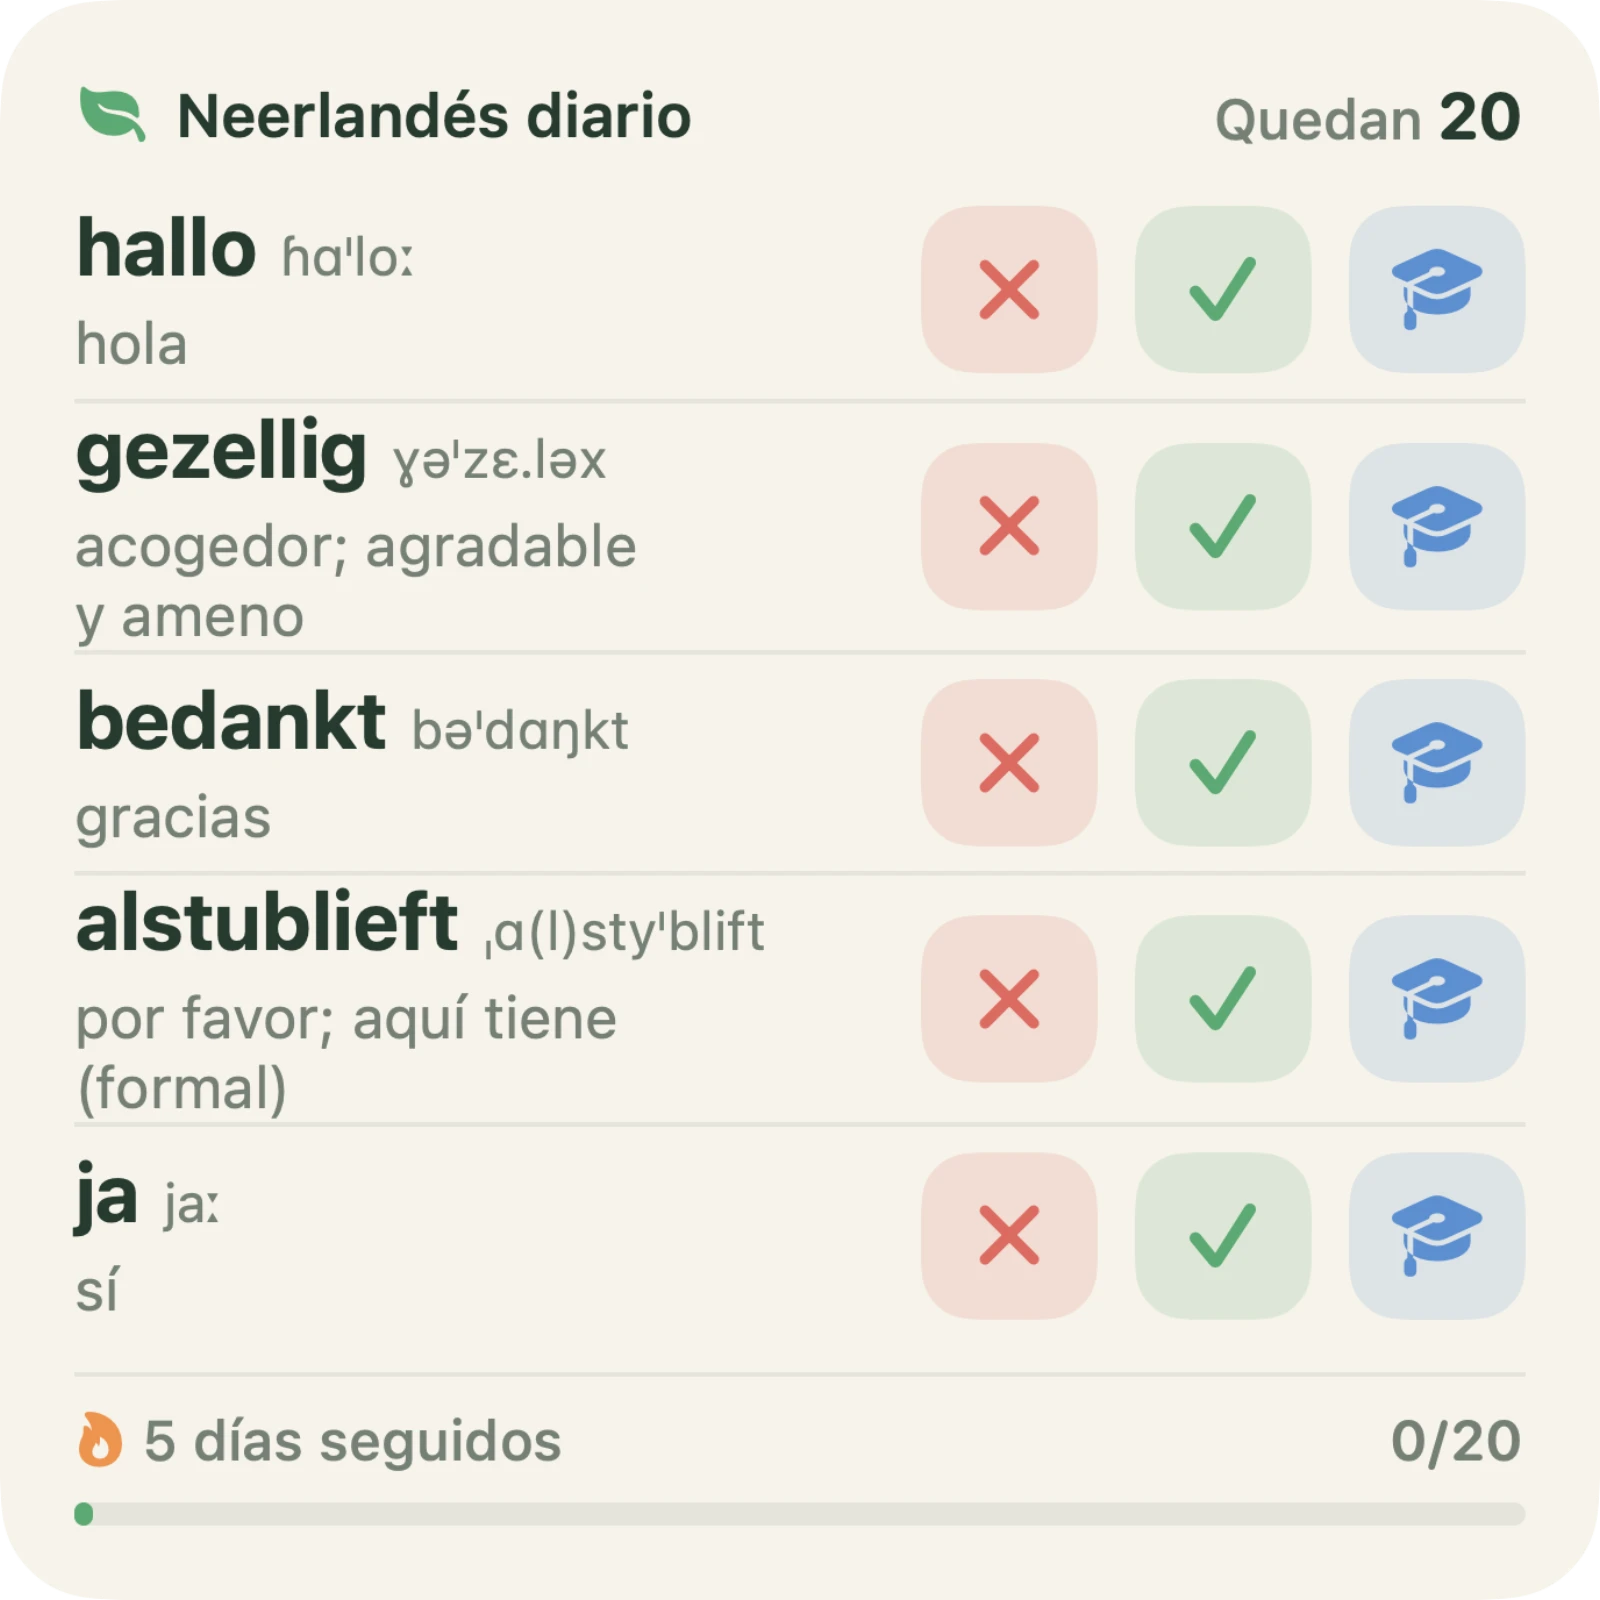 Neerlandés diario
Quedan 20
hallo ɦɑˈloː
hola
gezellig ɣəˈzɛ.ləx
acogedor; agradable
y ameno
bedankt bəˈdɑŋkt
gracias
alstublieft ˌɑ(l)styˈblift
por favor; aquí tiene
(formal)
ja jaː
sí
5 días seguidos
0/20